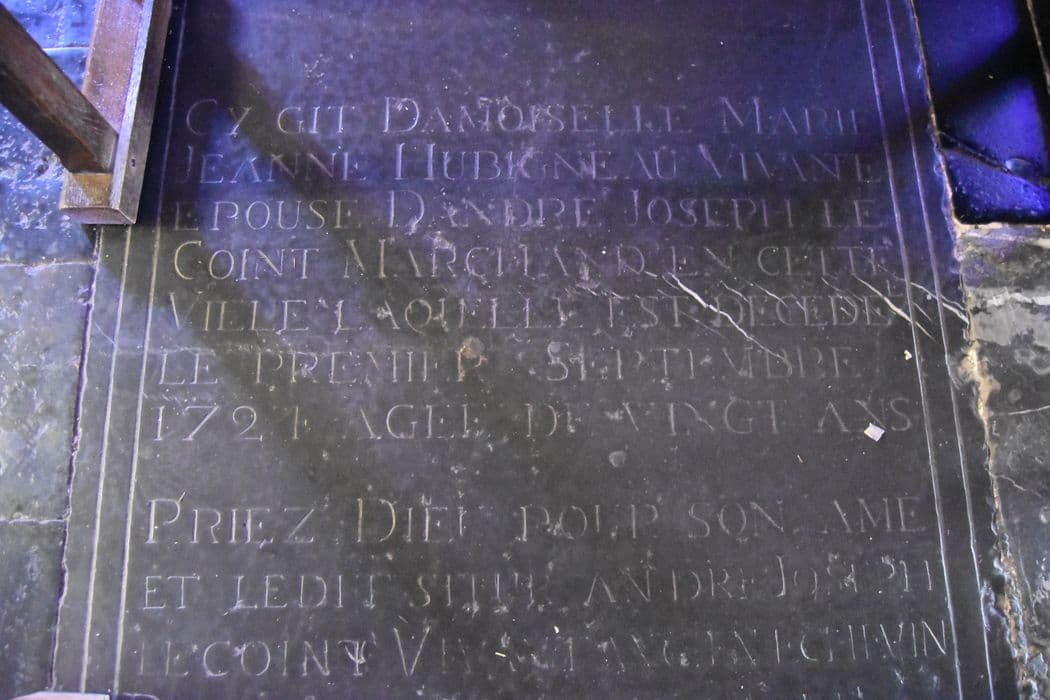 CY GIT DAMOISELLE MARIE
JEANNE HUBIGNEAU VIVANTE
EPOUSE DANDRE JOSEPH LE
COINT MARCHAND EN CETTE
VILLE LAQUELLE EST DECEDEE
LE PREMIER SEPTEMBRE
1721 AGEE DE VINGT ANS
PRIEZ DIEU POUR SON AME
ET LEDIT SIEUR ANDRE JOSEPH
LECOINT